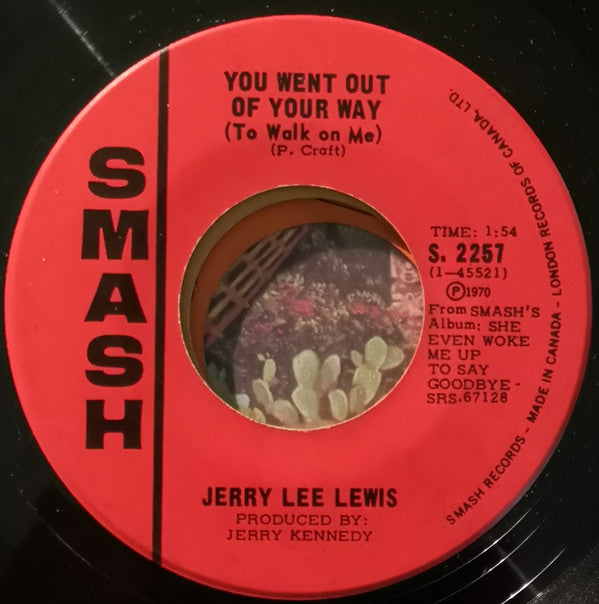 YOU WENT OUT
OF YOUR WAY
(To Walk on Me)
(P. Craft)
SMASH
TIME: 1:54
S. 2257
(1-45521)
Ⓟ1970
From SMASH'S
Album: SHE
EVEN WOKE
ME UP
TO SAY
GOODBYE-
SRS.67128
JERRY LEE LEWIS
PRODUCED BY:
JERRY KENNEDY
SMASH RECORDS - MADE IN CANADA - LONDON RECORDS OF CANADA, LTD.